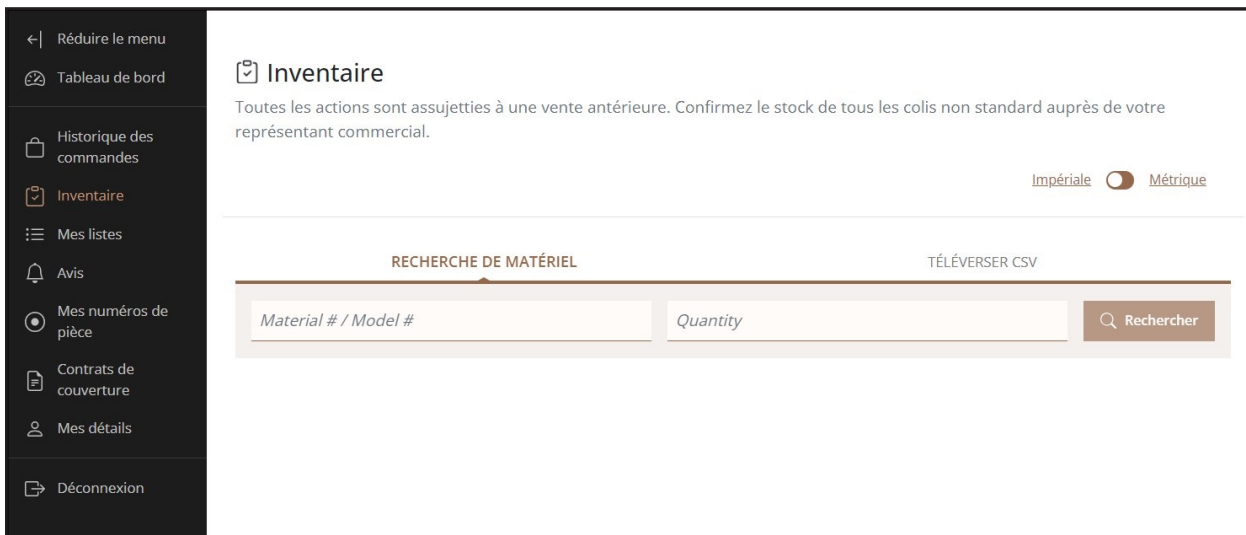 Réduire le menu
Tableau de bord
Historique des
commandes
Inventaire
Mes listes
Avis
Mes numéros de
pièce
Contrats de
couverture
Mes détails
Déconnexion
Inventaire
Toutes les actions sont assujetties à une vente antérieure. Confirmez le stock de tous les colis non standard auprès de votre
représentant commercial.
Impériale Métrique
RECHERCHE DE MATÉRIEL TÉLÉVERSER CSV
Material # / Model # Quantity Rechercher